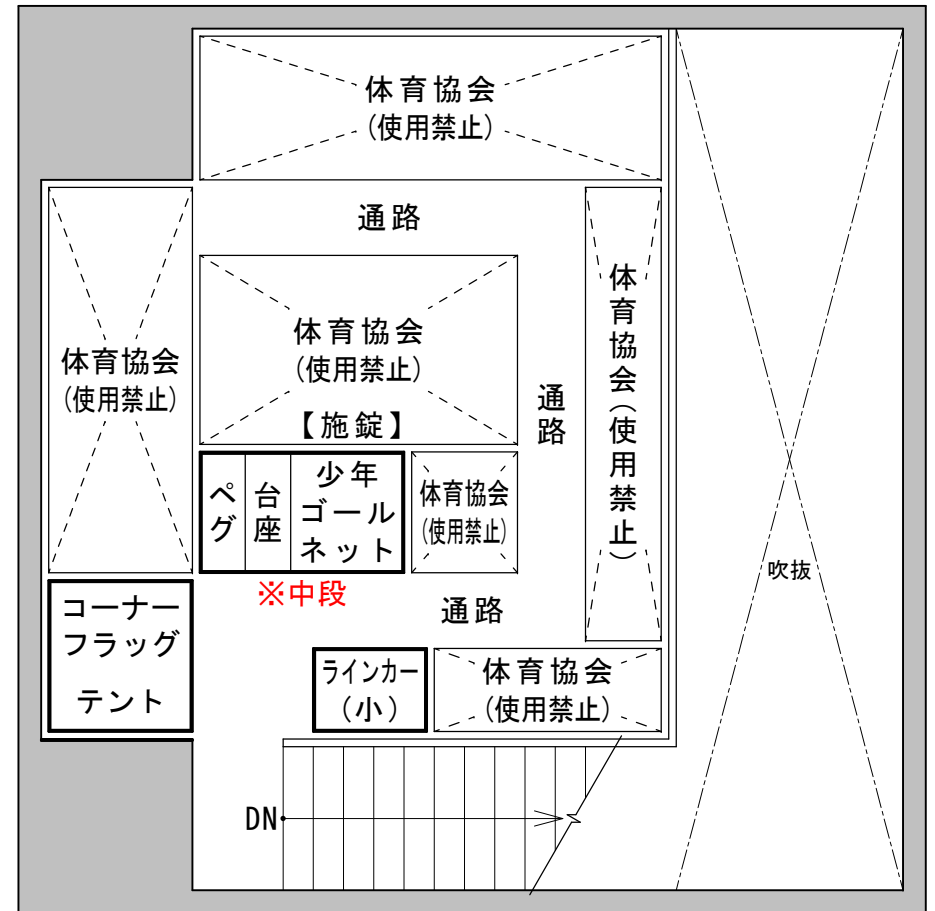 体育協会
(使用禁止)
通路
体育協会
(使用禁止)
体育協会
(使用禁止)
【施錠】
通路
体育協会(使用禁止)
ペグ
台座
少年
ゴール
ネット
体育協会
(使用禁止)
※中段
吹抜
コーナー
フラッグ
テント
通路
ラインカー
(小)
体育協会
(使用禁止)
DN